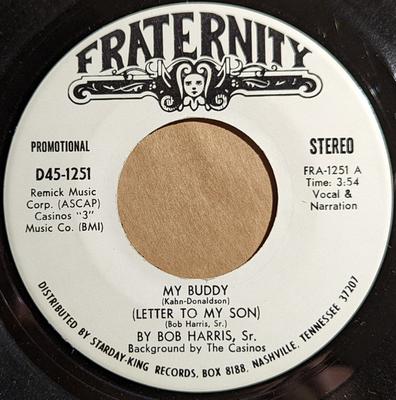 FRATERNITY
PROMOTIONAL
D45-1251
Remick Music
Corp. (ASCAP)
Casinos "3"
Music Co. (BMI)
STEREO
FRA-1251 A
Time: 3:54
Vocal &
Narration
MY BUDDY
(Kahn-Donaldson)
(LETTER TO MY SON)
(Bob Harris, Sr.)
BY BOB HARRIS, Sr.
Background by The Casinos
DISTRIBUTED BY STARDAY-KING RECORDS, BOX 8188, NASHVILLE, TENNESSEE 37207